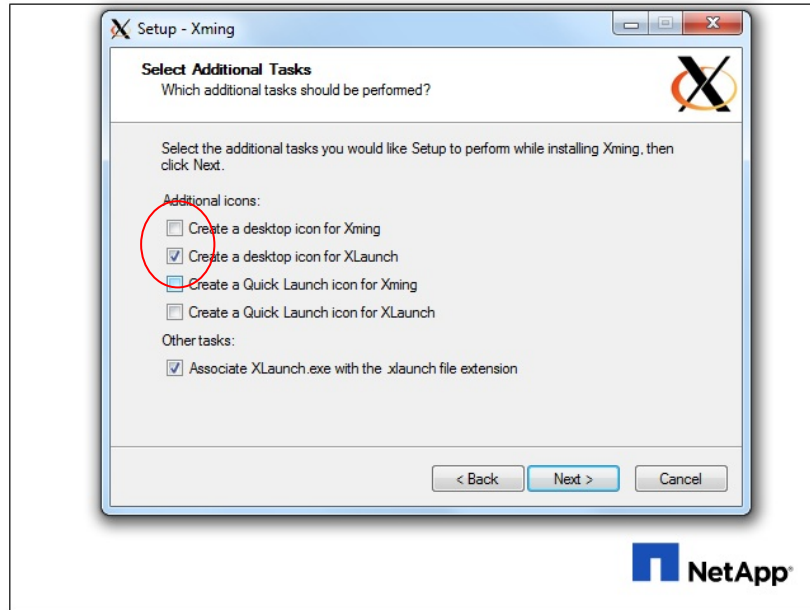 Setup - Xming
Select Additional Tasks
Which additional tasks should be performed?
Select the additional tasks you would like Setup to perform while installing Xming, then
click Next.
Additional icons:
Create a desktop icon for Xming
Create a desktop icon for XLaunch
Create a Quick Launch icon for Xming
Create a Quick Launch icon for XLaunch
Other tasks:
Associate XLaunch.exe with the .xlaunch file extension
< Back Next > Cancel
NetApp®